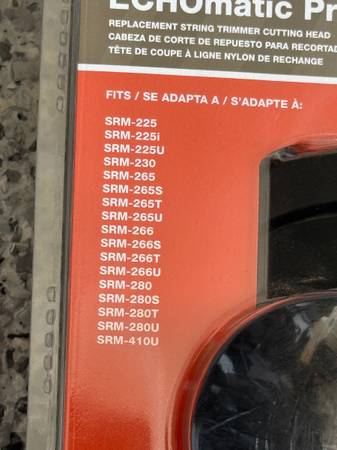 ECHOmatic Pr
REPLACEMENT STRING TRIMMER CUTTING HEAD
CABEZA DE CORTE DE REPUESTO PARA RECORTAD
TÊTE DE COUPE À LIGNE NYLON DE RECHANGE
FITS / SE ADAPTA A / S'ADAPTE À:
SRM-225
SRM-225i
SRM-225U
SRM-230
SRM-265
SRM-265S
SRM-265T
SRM-265U
SRM-266
SRM-266S
SRM-266T
SRM-266U
SRM-280
SRM-280S
SRM-280T
SRM-280U
SRM-410U